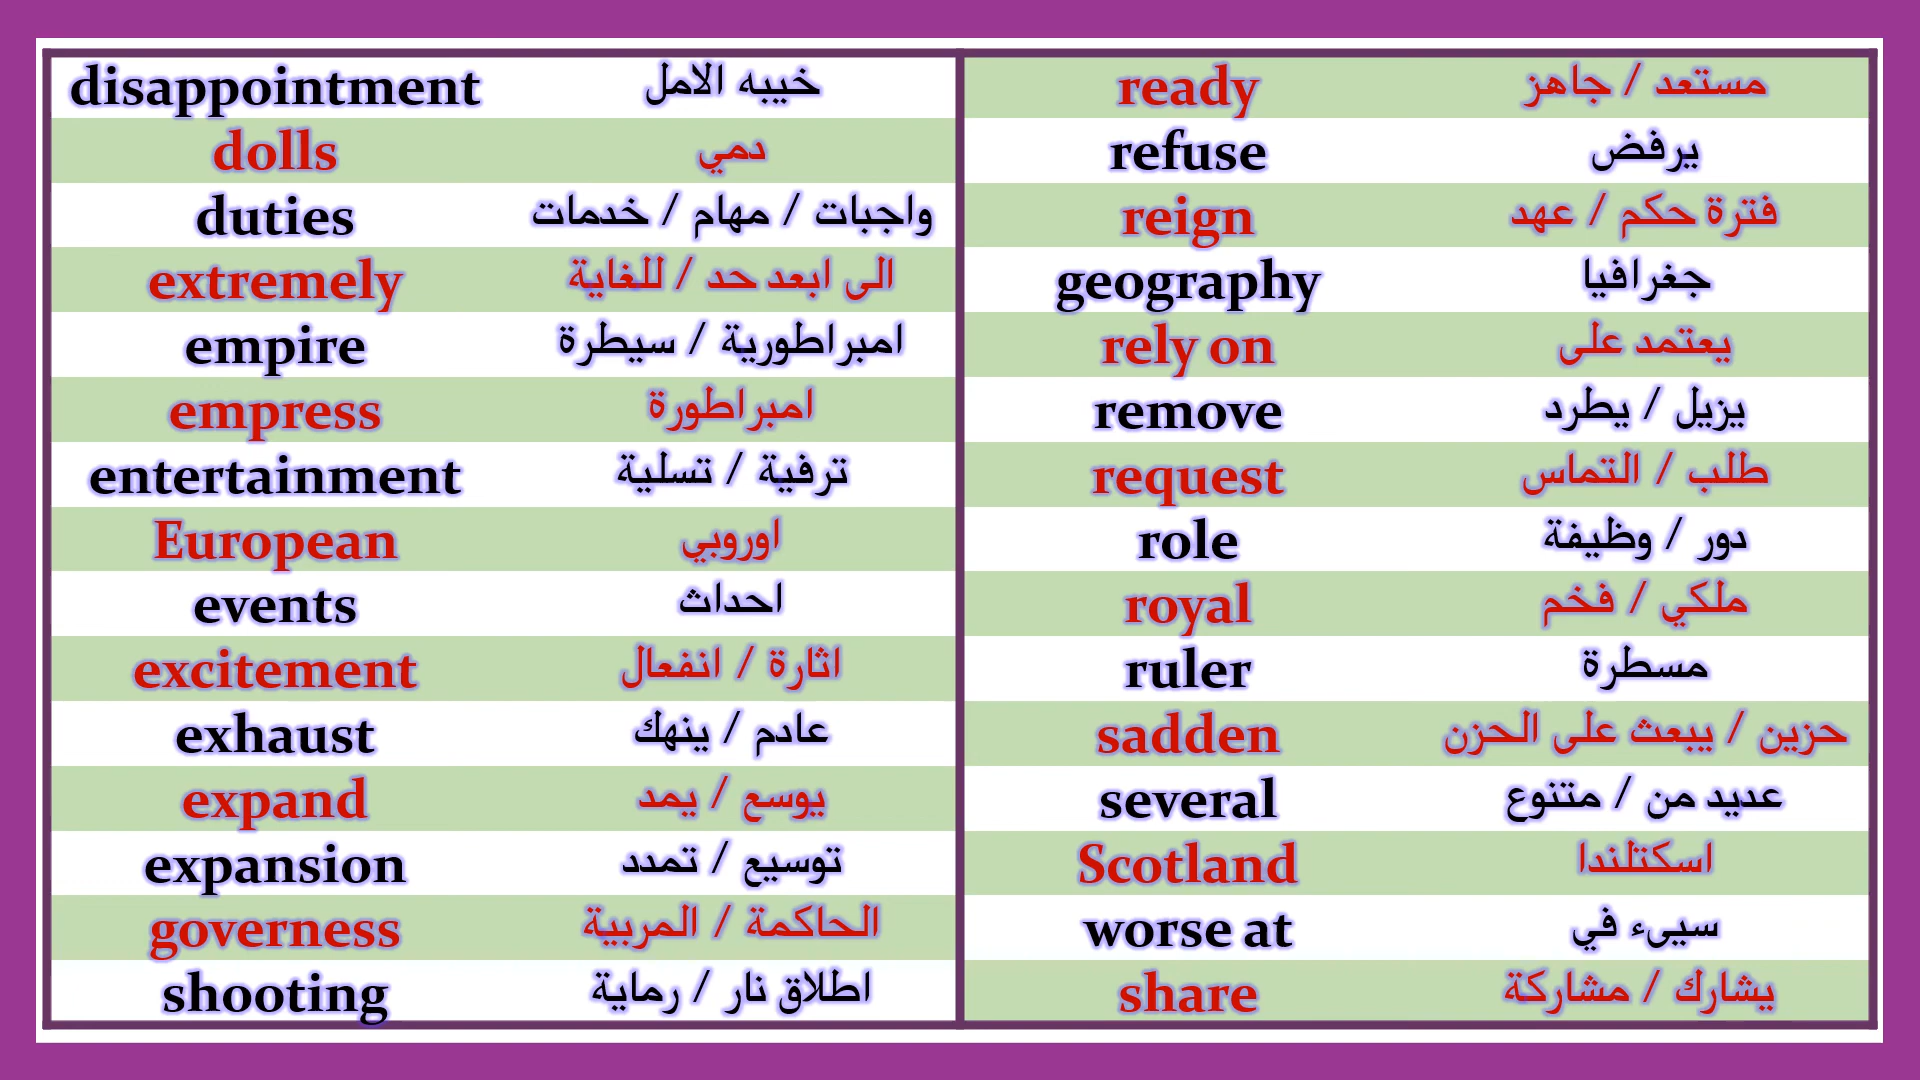 disappointment خيبه الامل
dolls دمي
duties واجبات / مهام / خدمات
extremely الى ابعد حد / للغاية
empire امبراطورية / سيطرة
empress امبراطورة
entertainment ترفية / تسلية
European اوروبي
events احداث
excitement اثارة / انفعال
exhaust عادم / ينهك
expand يوسع / يمد
expansion توسيع / تمدد
governess الحاكمة / المربية
shooting اطلاق نار / رماية
ready مستعد / جاهز
refuse يرفض
reign فترة حكم / عهد
geography جغرافيا
rely on يعتمد على
remove يزيل / يطرد
request طلب / التماس
role دور / وظيفة
royal ملكي / فخم
ruler مسطرة
sadden حزين / يبعث على الحزن
several عديد من / متنوع
Scotland اسكتلندا
worse at سيىء في
share يشارك / مشاركة